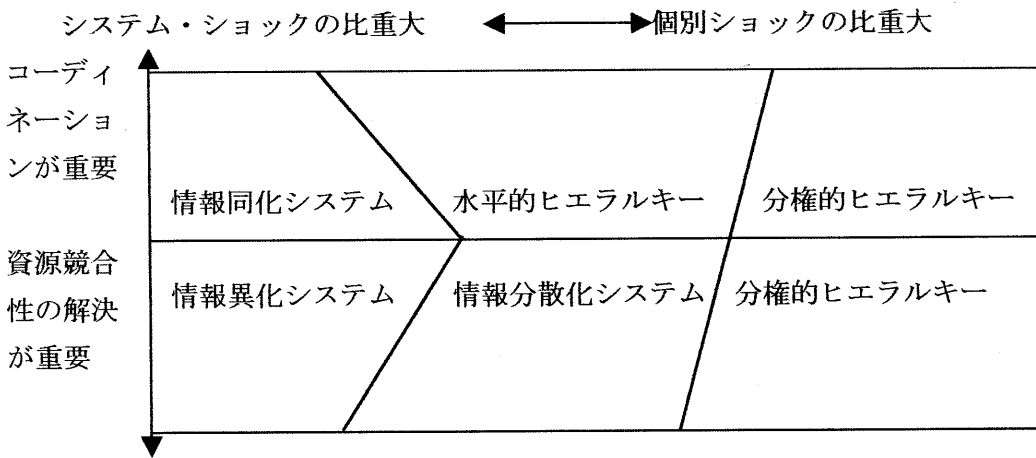 システム・ショックの比重大
個別ショックの比重大
コーディ
ネーショ
ンが重要
情報同化システム
水平的ヒエラルキー
分権的ヒエラルキー
資源競合
性の解決
が重要
情報異化システム
情報分散化システム
分権的ヒエラルキー